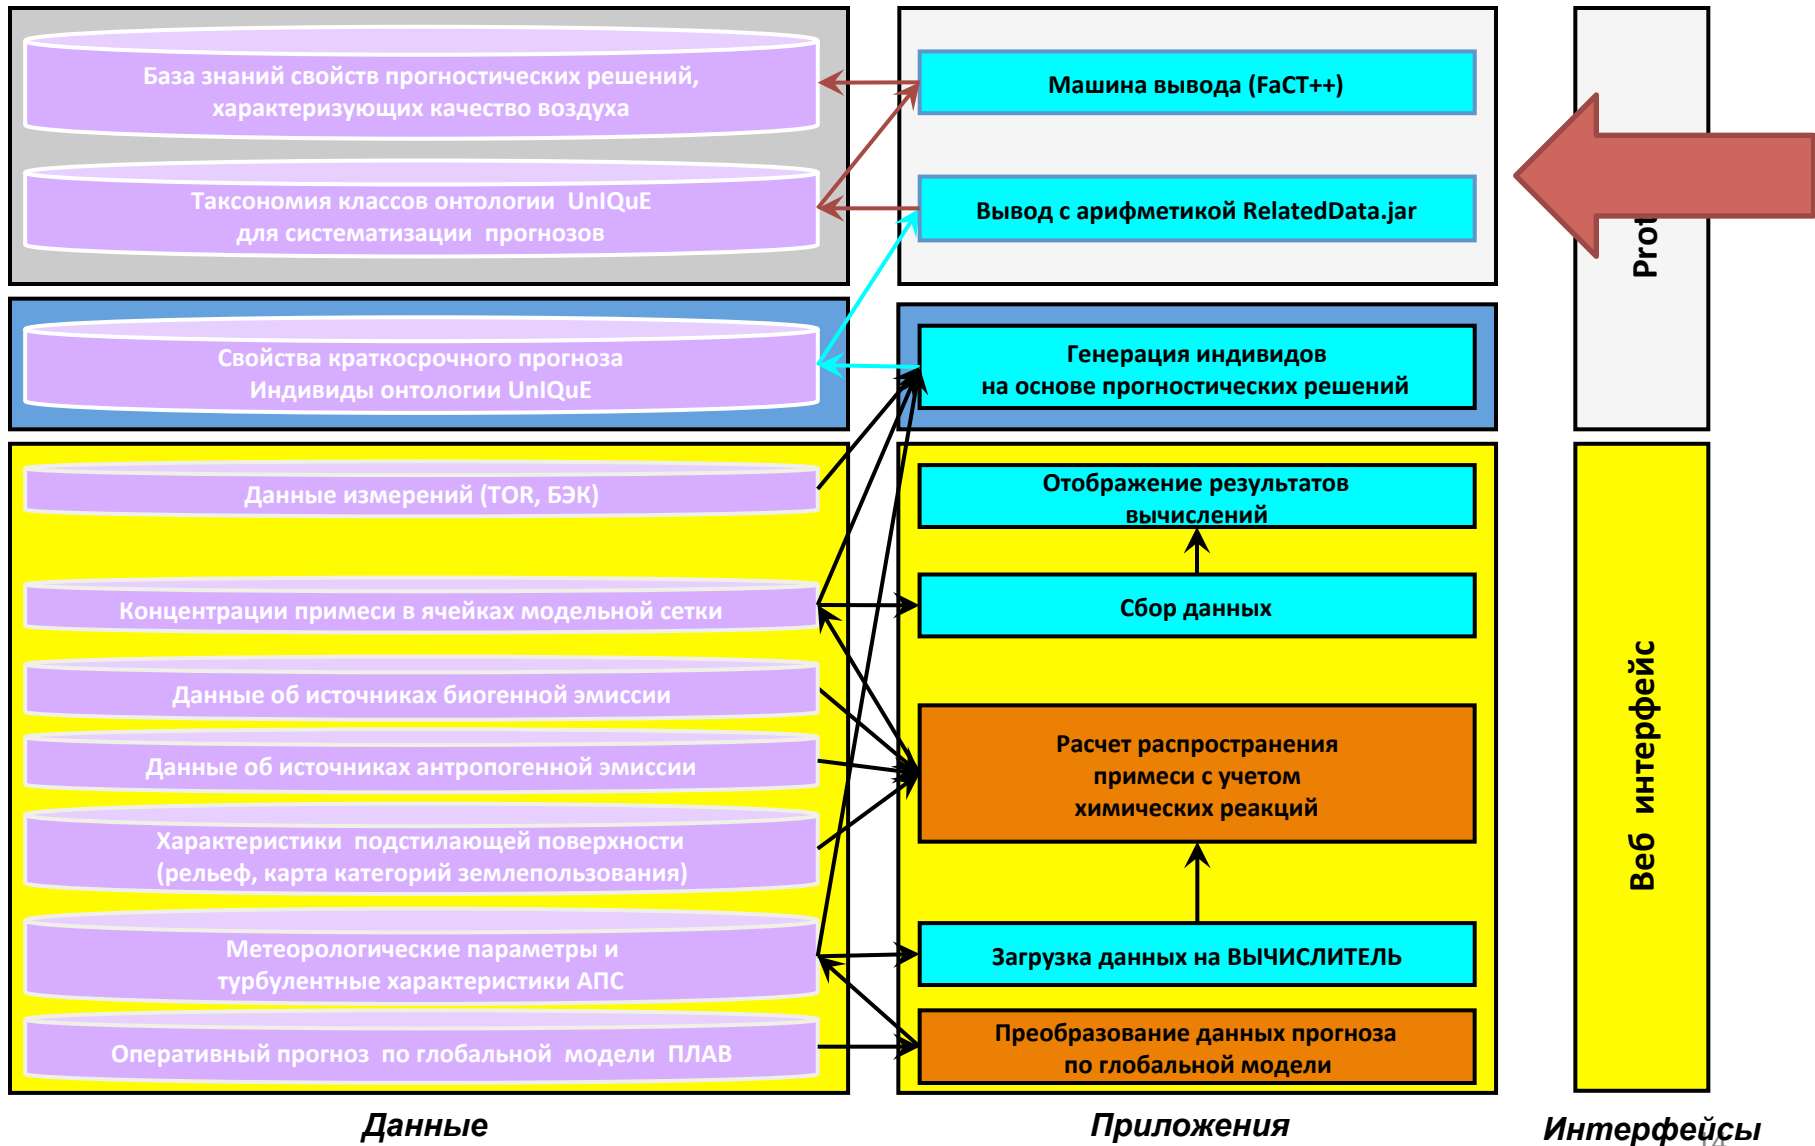 База знаний свойств прогностических решений,
характеризующих качество воздуха
Таксономия классов онтологии UnIQuE
для систематизации прогнозов
Свойства краткосрочного прогноза
Индивиды онтологии UnIQuE
Данные измерений (TOR, БЭК)
Концентрации примеси в ячейках модельной сетки
Данные об источниках биогенной эмиссии
Данные об источниках антропогенной эмиссии
Характеристики подстилающей поверхности
(рельеф, карта категорий землепользования)
Метеорологические параметры и
турбулентные характеристики АПС
Оперативный прогноз по глобальной модели ПЛАВ
Данные
Машина вывода (FaCT++)
Вывод с арифметикой RelatedData.jar
Генерация индивидов
на основе прогностических решений
Отображение результатов
вычислений
Сбор данных
Расчет распространения
примеси с учетом
химических реакций
Загрузка данных на ВЫЧИСЛИТЕЛЬ
Преобразование данных прогноза
по глобальной модели
Приложения
Prot
Веб интерфейс
Интерфейсы
14